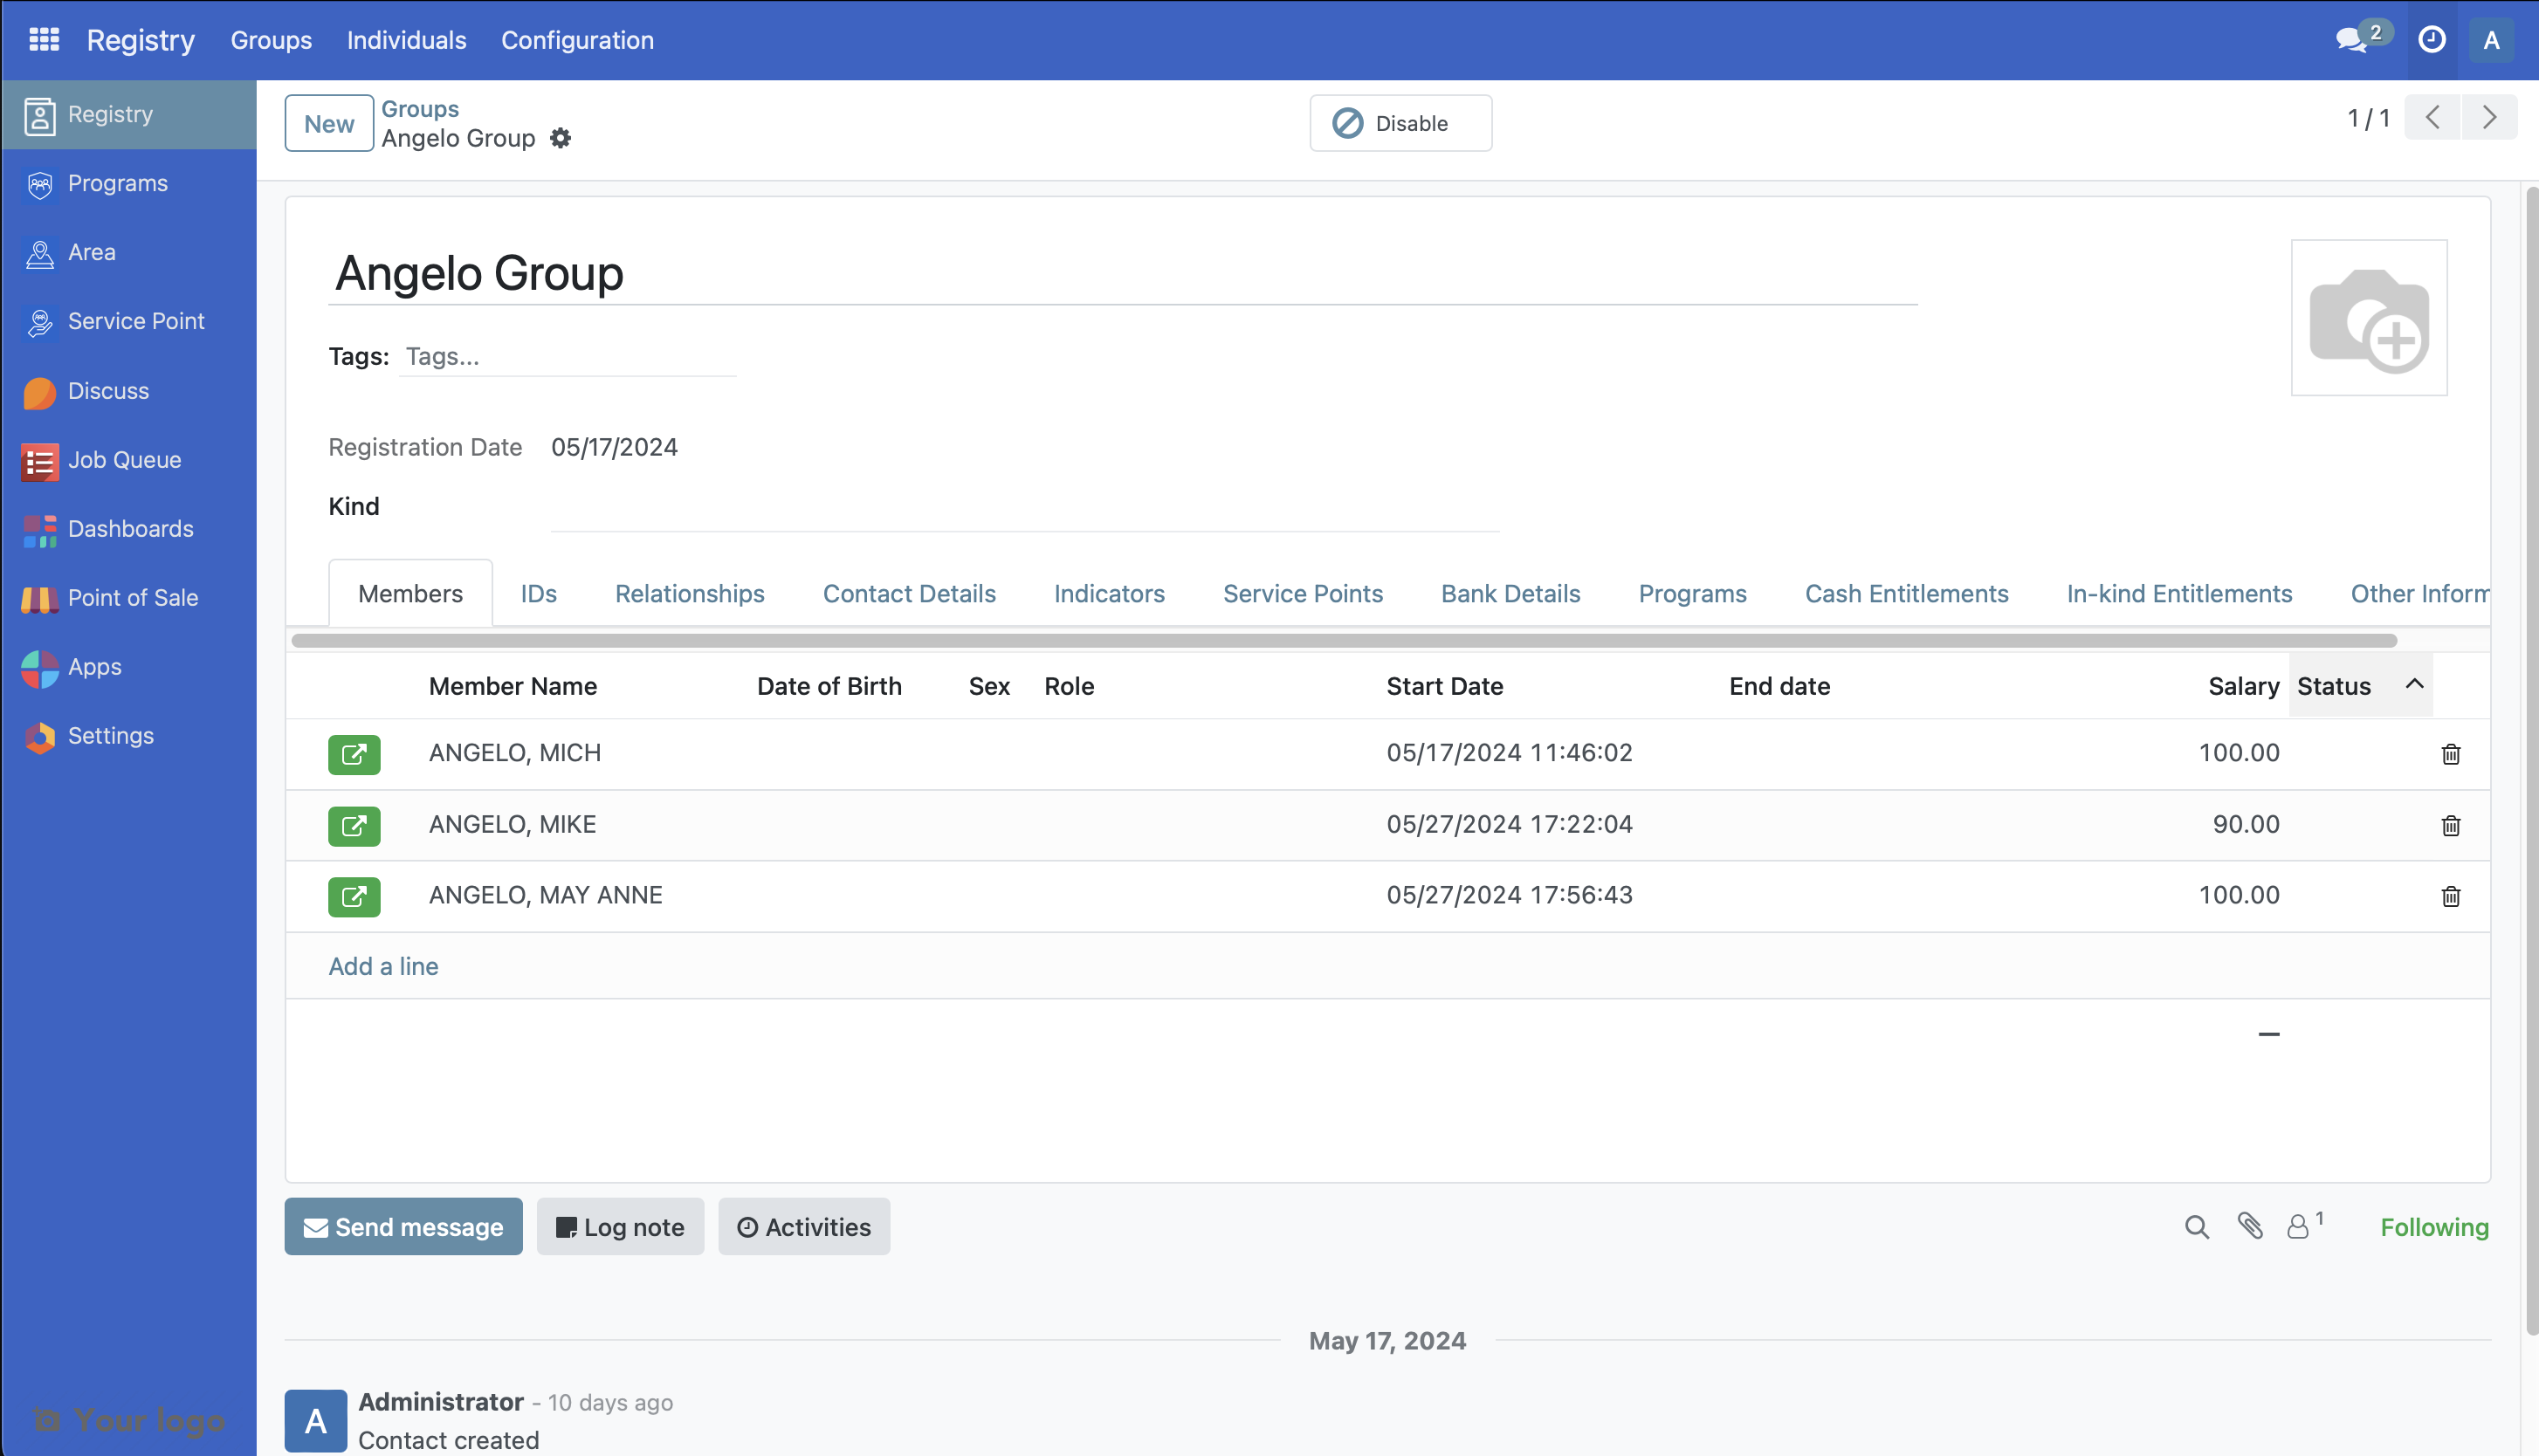 Registry Groups Individuals Configuration 2 A
Registry
Programs
Area
Service Point
Discuss
Job Queue
Dashboards
Point of Sale
Apps
Settings
Your logo
New
Groups
Angelo Group
Disable
1 / 1
Angelo Group
Tags: Tags...
Registration Date 05/17/2024
Kind
Members IDs Relationships Contact Details Indicators Service Points Bank Details Programs Cash Entitlements In-kind Entitlements Other Inform
Member Name Date of Birth Sex Role Start Date End date Salary Status
ANGELO, MICH 05/17/2024 11:46:02 100.00
ANGELO, MIKE 05/27/2024 17:22:04 90.00
ANGELO, MAY ANNE 05/27/2024 17:56:43 100.00
Add a line
—
Send message Log note Activities 1 Following
May 17, 2024
A
Administrator - 10 days ago
Contact created